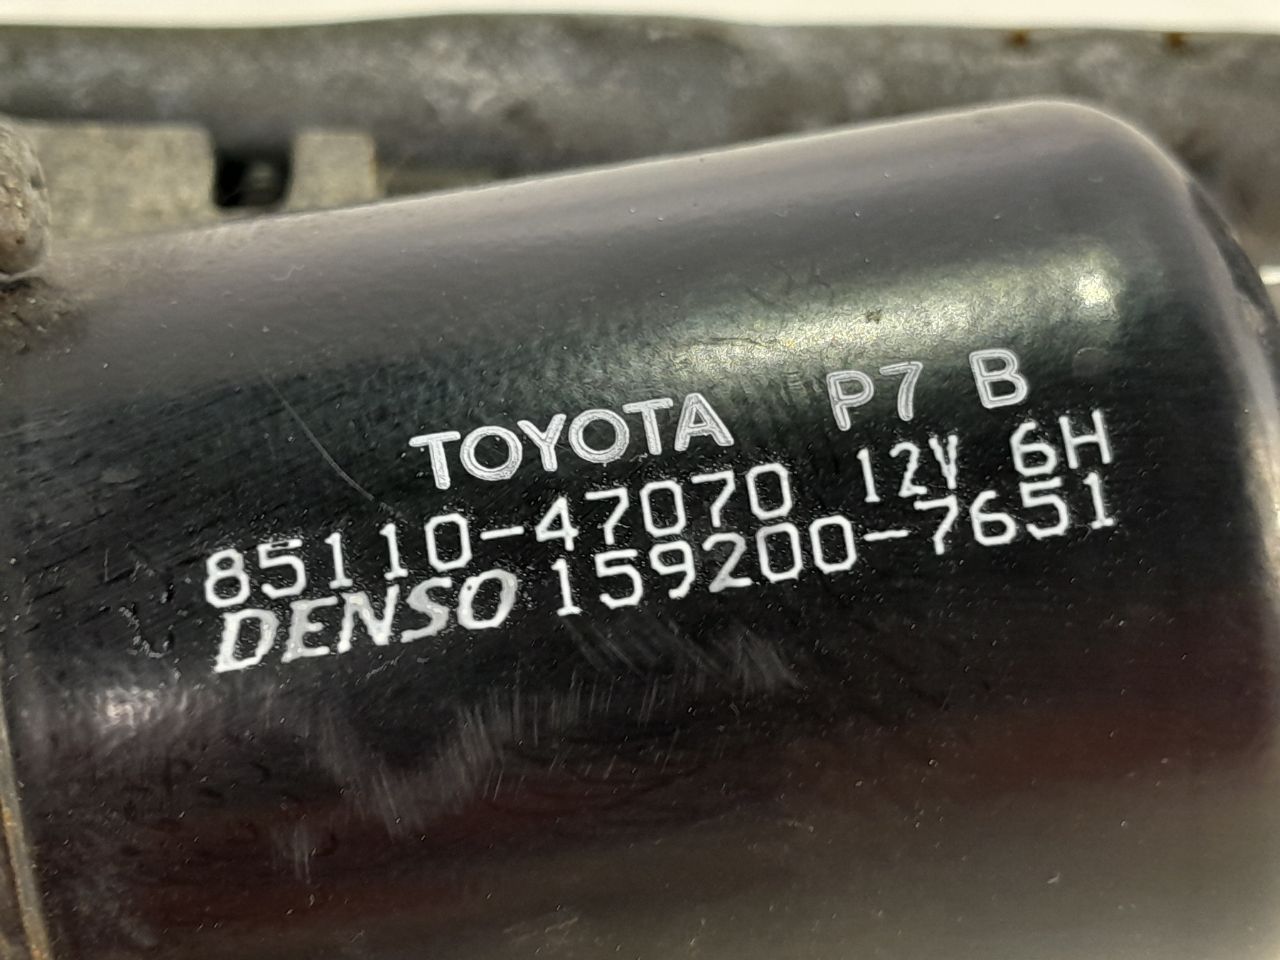 TOYOTA P7 B
85110-47070 12V 6H
DENSO 159200-7651